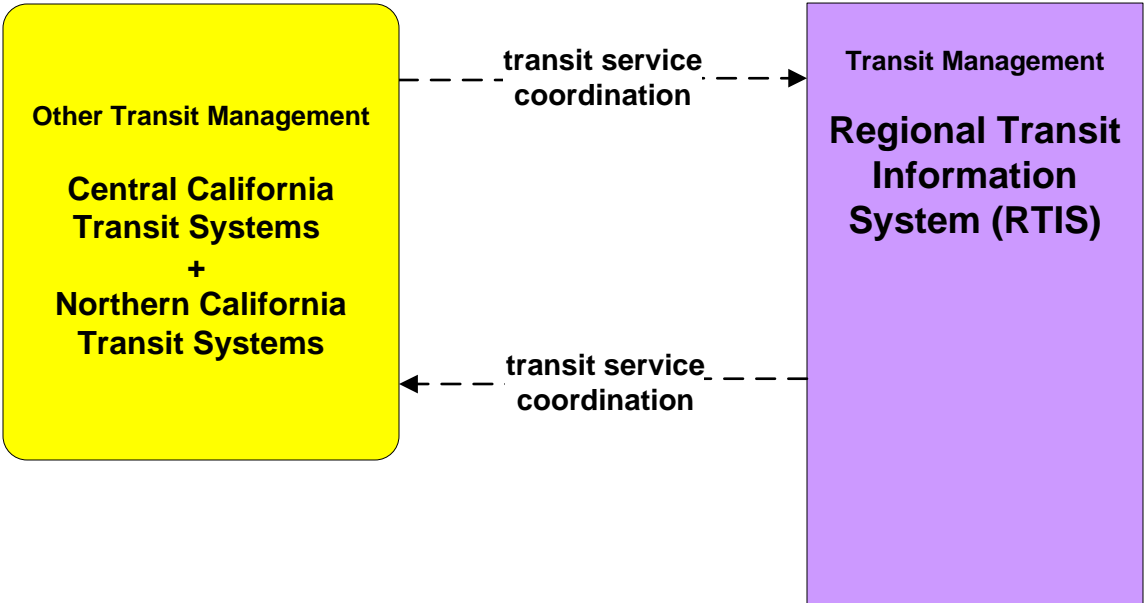 Other Transit Management
Central California
Transit Systems
+
Northern California
Transit Systems
transit service
coordination
transit service
coordination
Transit Management
Regional Transit
Information
System (RTIS)